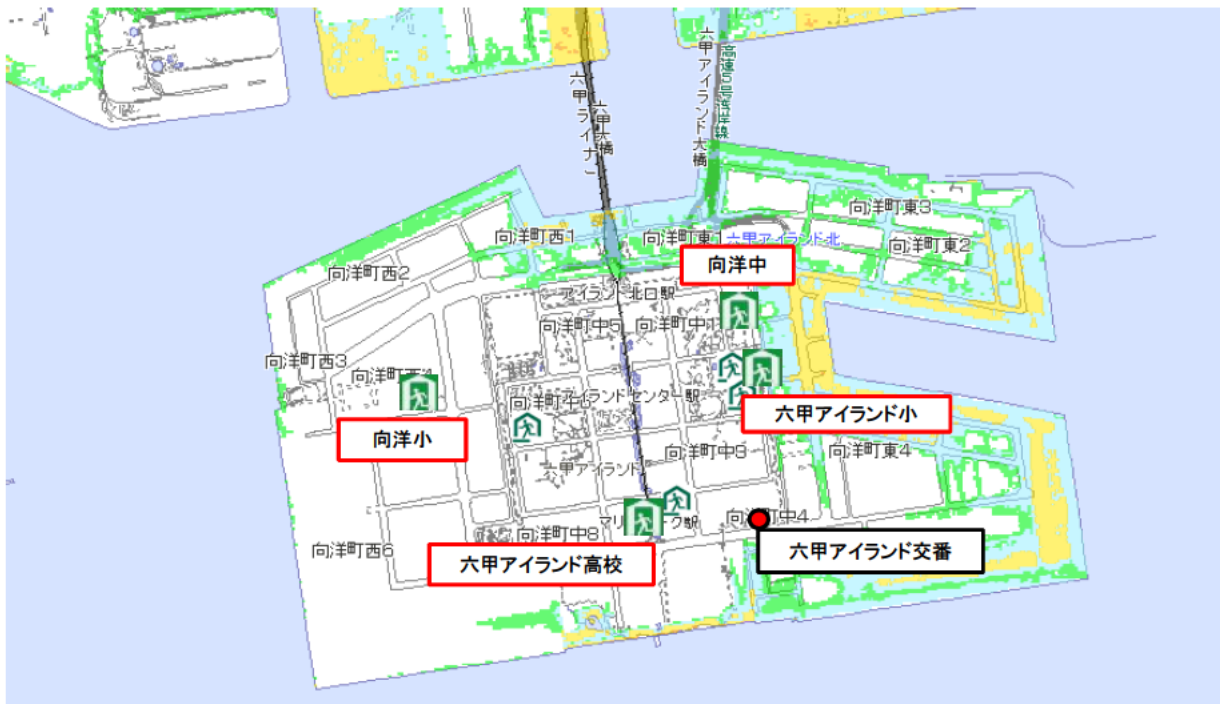 六甲ライナー
六甲大橋
六甲アイランド大橋
高速5号湾岸線
向洋町東3
向洋町西1
向洋町東1
六甲アイランド北
向洋町東2
向洋中
向洋町西2
アイランド北口駅
向洋町中5
向洋町中1
向洋町西3
向洋町西4
アイランドセンター駅
六甲アイランド小
向洋小
向洋町中3
向洋町東4
六甲アイランド
マリンパーク駅
向洋町中4
向洋町中8
向洋町西6
六甲アイランド高校
六甲アイランド交番